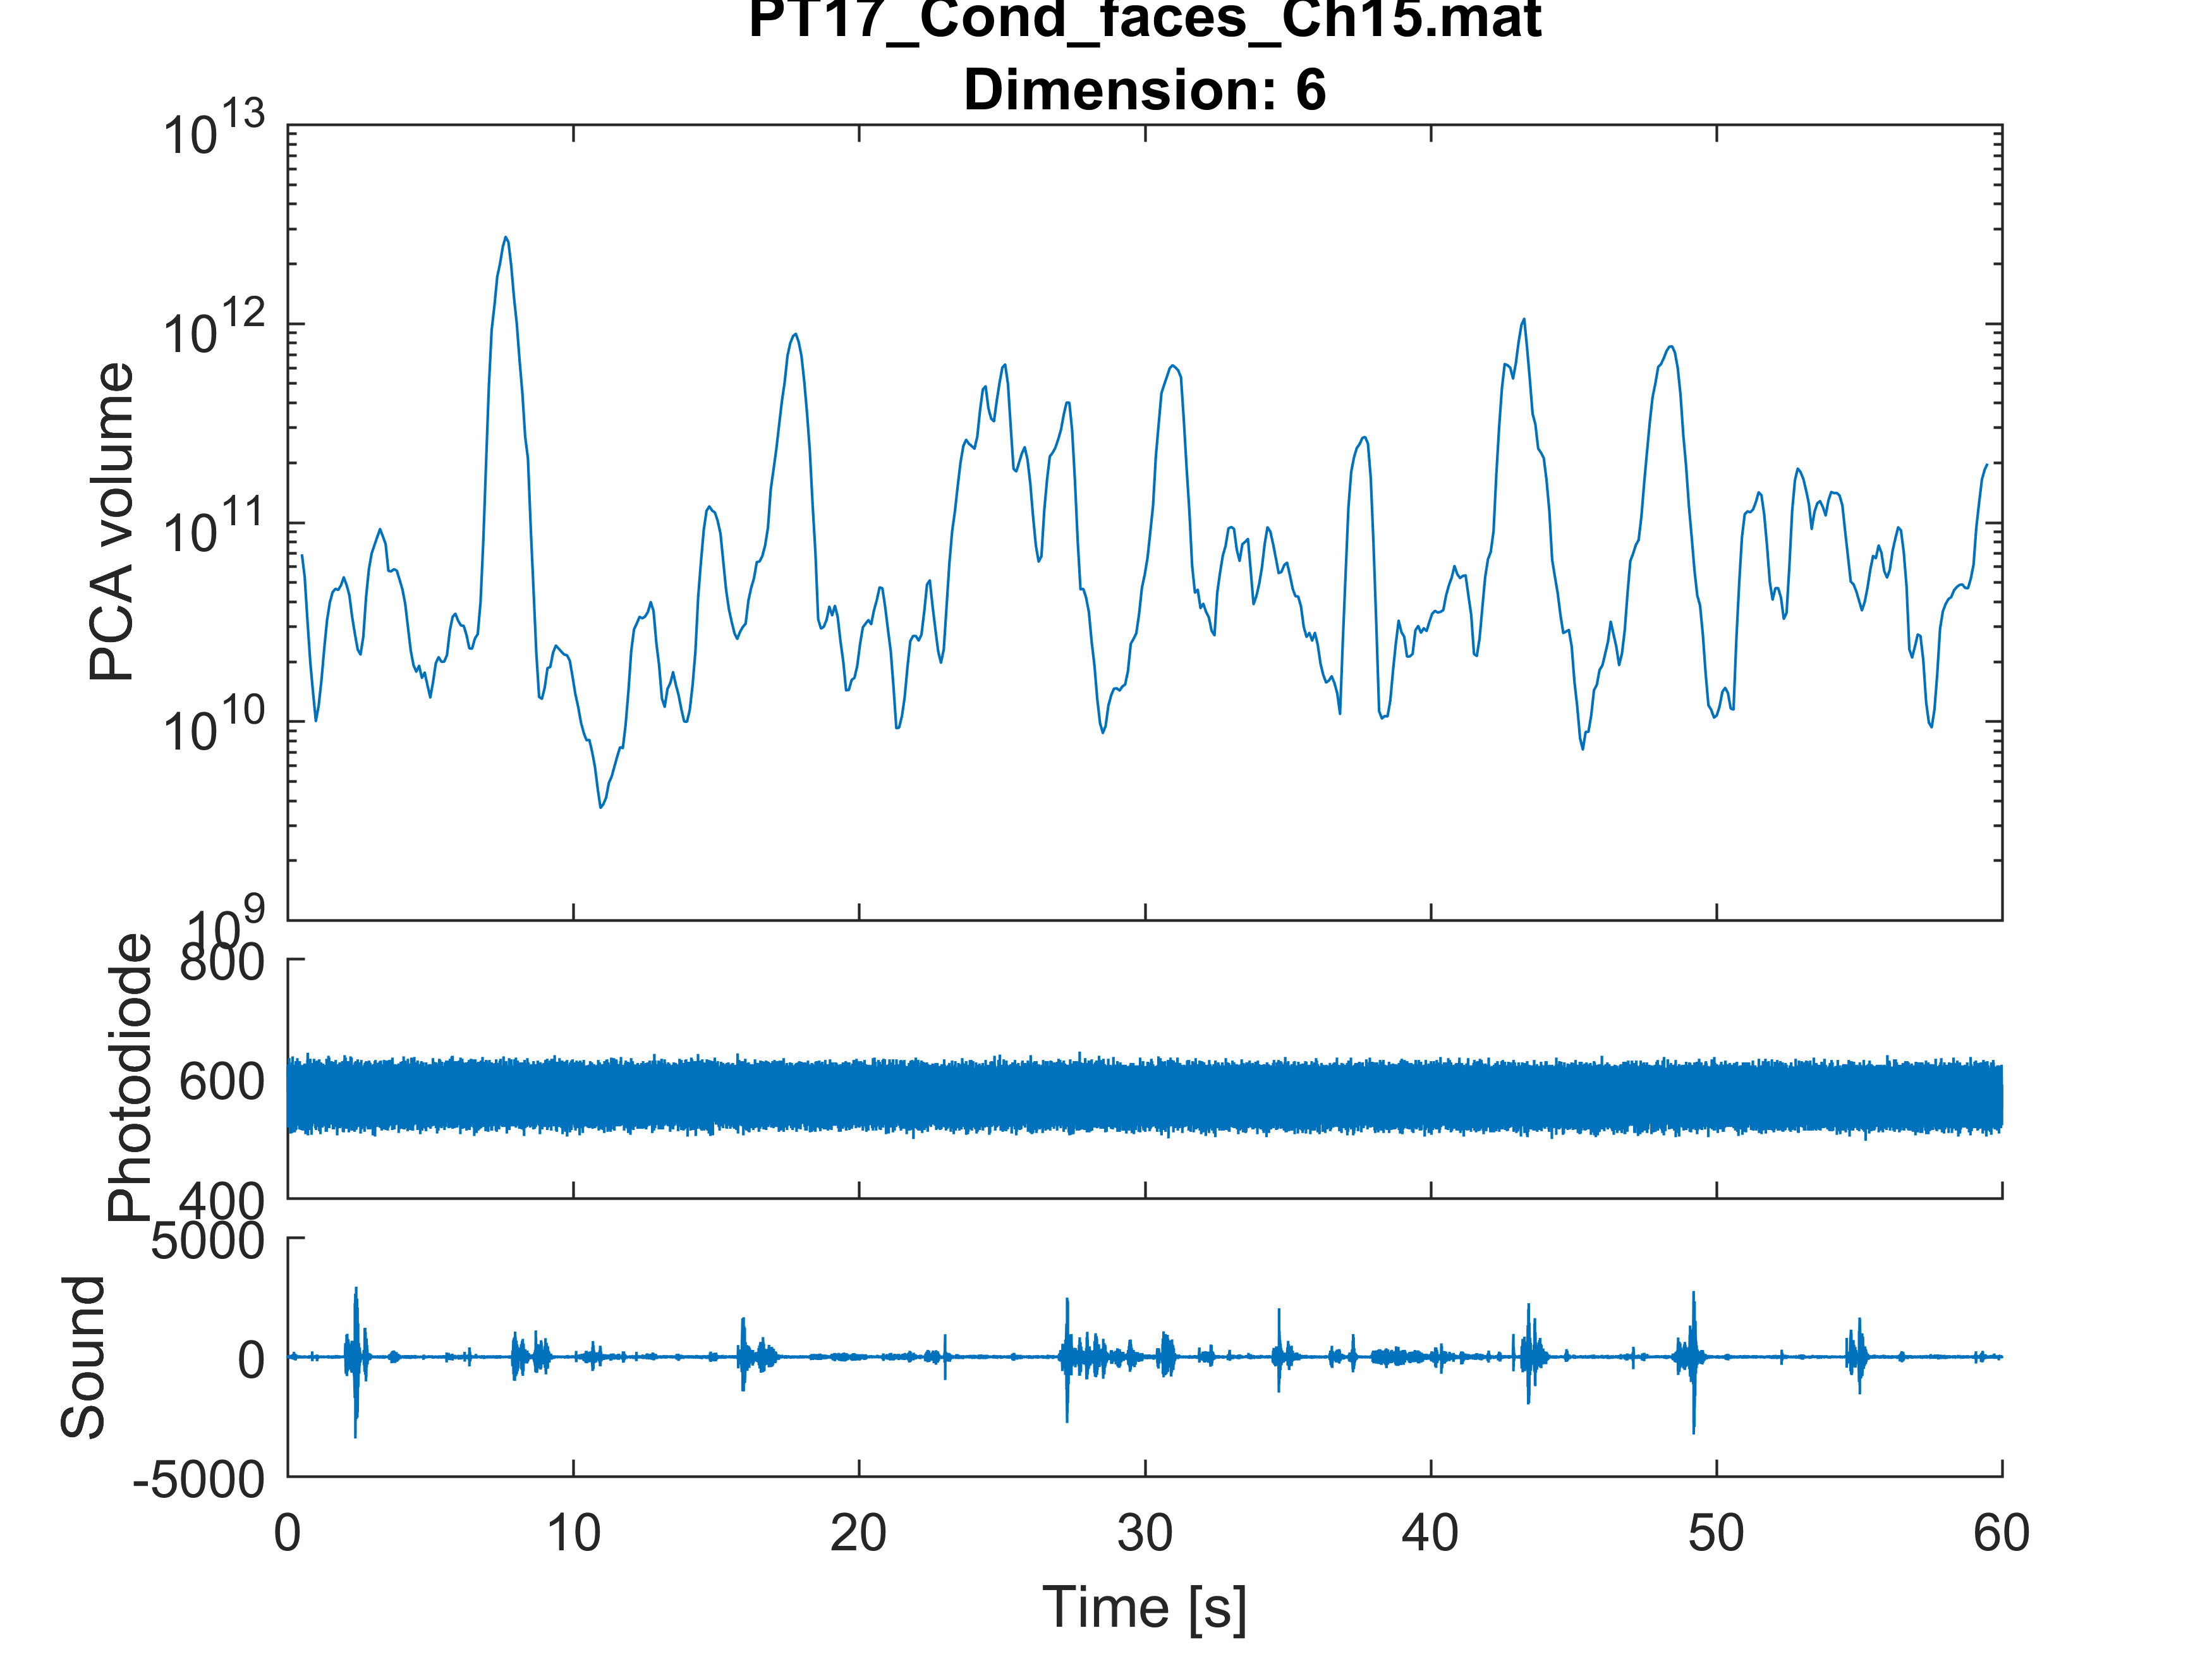 PT17_Cond_faces_Ch15.mat
Dimension: 6
10^13
10^12
10^11
10^10
10^9
PCA volume
800
600
400
Photodiode
5000
0
-5000
Sound
0 10 20 30 40 50 60
Time [s]